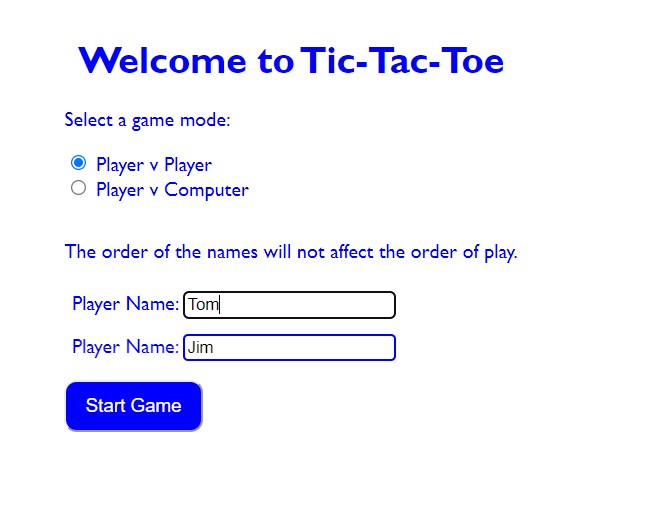 Welcome to Tic-Tac-Toe
Select a game mode:
Player v Player
Player v Computer
The order of the names will not affect the order of play.
Player Name: Tom
Player Name: Jim
Start Game